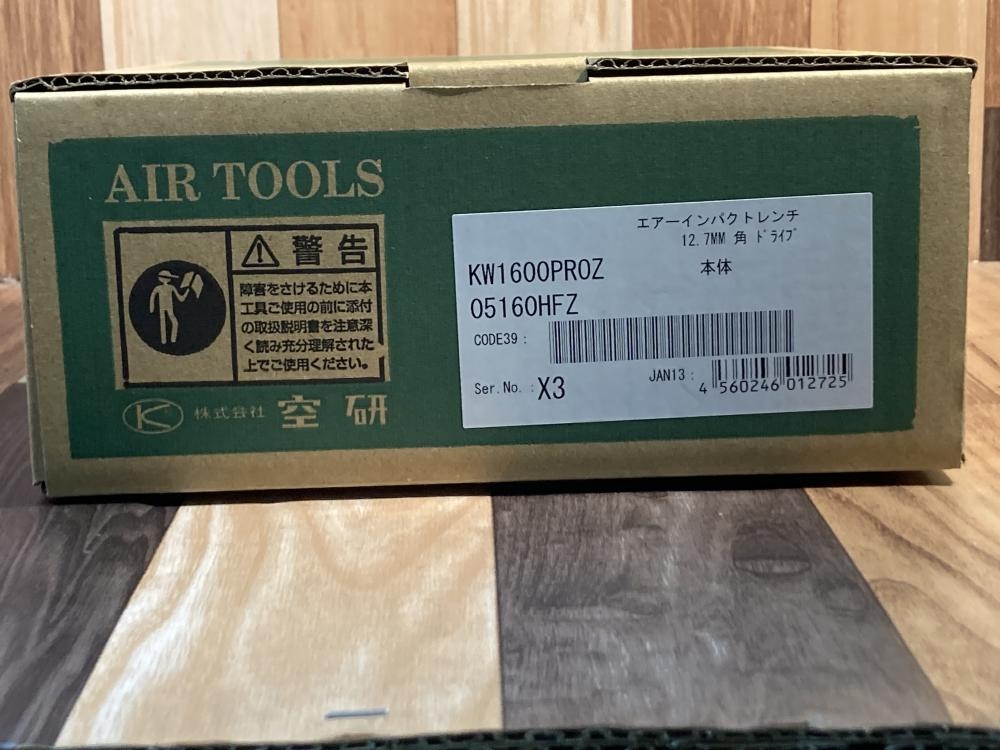 AIR TOOLS
警告
障害をさけるために本
工具ご使用の前に添付
の取扱説明書を注意深
く読み充分理解された
上でご使用ください。
K 株式会社 空研
エアーインパクトレンチ
12.7MM 角 ﾄﾞﾗｲﾌﾞ
KW1600PROZ 本体
05160HFZ
CODE39 :
Ser.No. : X3
JAN13 : 4 560246 012725